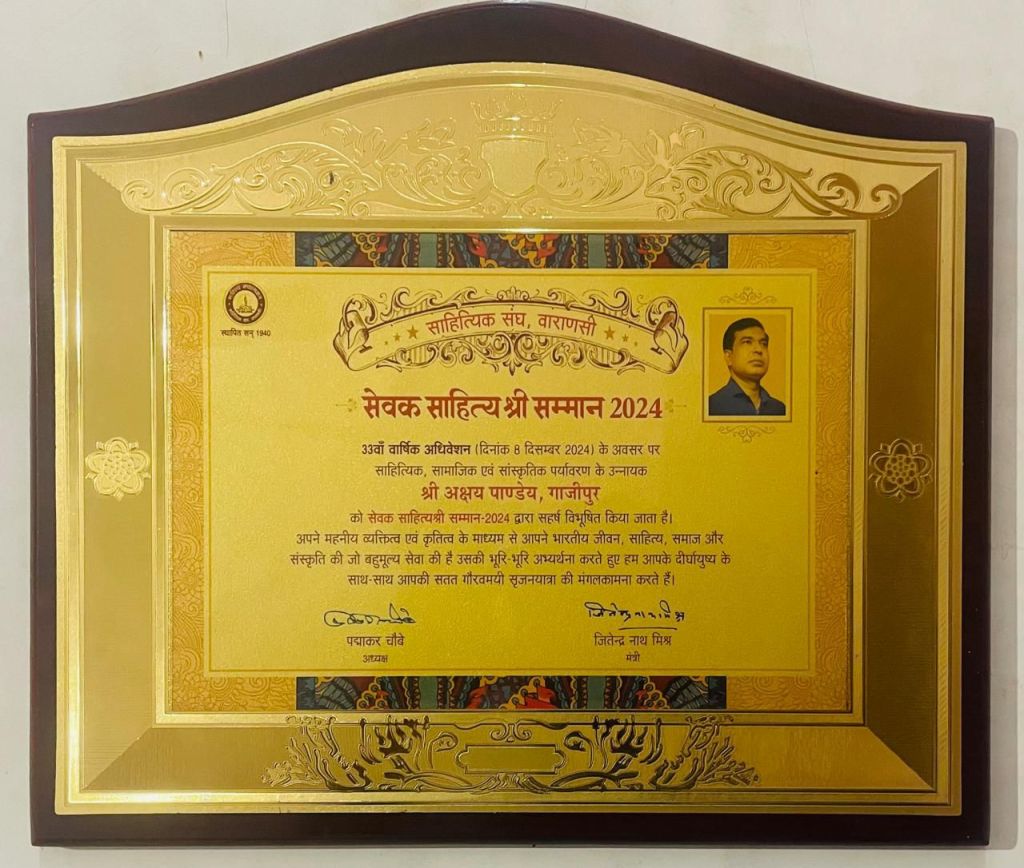 स्थापित सन् 1940
साहित्यिक संघ, वाराणसी
सेवक साहित्य श्री सम्मान 2024
33वाँ वार्षिक अधिवेशन (दिनांक 8 दिसम्बर 2024) के अवसर पर
साहित्यिक, सामाजिक एवं सांस्कृतिक पर्यावरण के उन्नायक
श्री अक्षय पाण्डेय, गाजीपुर
को सेवक साहित्यश्री सम्मान-2024 द्वारा सहर्ष विभूषित किया जाता है।
अपने महनीय व्यक्तित्व एवं कृतित्व के माध्यम से आपने भारतीय जीवन, साहित्य, समाज और
संस्कृति की जो बहुमूल्य सेवा की है उसकी भूरि-भूरि अभ्यर्थना करते हुए हम आपके दीर्घायुष्य के
साथ-साथ आपकी सतत गौरवमयी सृजनयात्रा की मंगलकामना करते हैं।
पद्माकर चौबे
अध्यक्ष
जितेन्द्र नाथ मिश्र
मंत्री